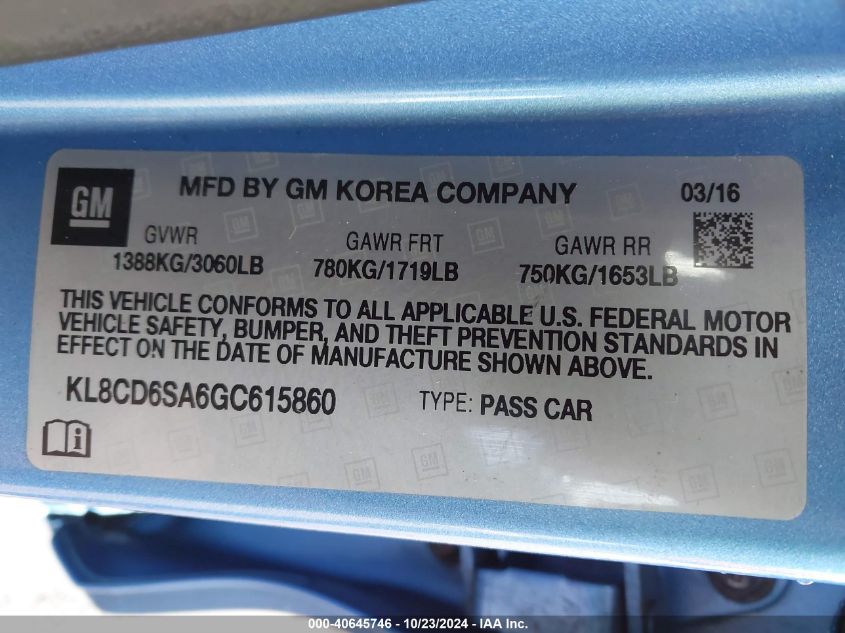 GM
MFD BY GM KOREA COMPANY 03/16
GVWR GAWR FRT GAWR RR
1388KG/3060LB 780KG/1719LB 750KG/1653LB
THIS VEHICLE CONFORMS TO ALL APPLICABLE U.S. FEDERAL MOTOR
VEHICLE SAFETY, BUMPER, AND THEFT PREVENTION STANDARDS IN
EFFECT ON THE DATE OF MANUFACTURE SHOWN ABOVE.
KL8CD6SA6GC615860 TYPE: PASS CAR
000-40645746 - 10/23/2024 - IAA Inc.